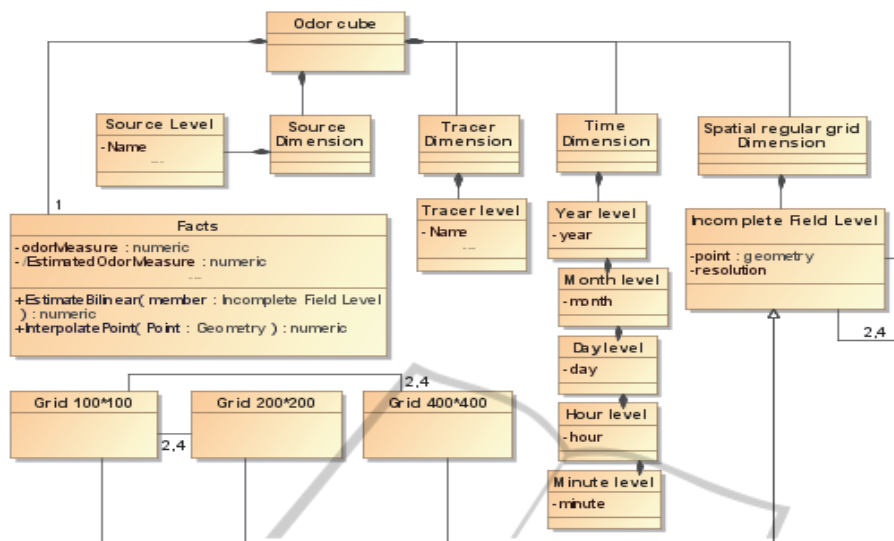 Odor cube
Source Level
-Name
...
Source
Dimension
Tracer
Dimension
Time
Dimension
Spatial regular grid
Dimension
1
Facts
-odorMeasure : numeric
-/EstimatedOdorMeasure : numeric
...
+EstimateBilinear( member : Incomplete Field Level
) : numeric
+InterpolatePoint( Point : Geometry ) : numeric
Tracer level
-Name
...
Year level
-year
Month level
-month
Day level
-day
Hour level
-hour
Minute level
-minute
Incomplete Field Level
-point : geometry
-resolution
2,4
Grid 100*100
2,4
Grid 200*200
2,4
Grid 400*400